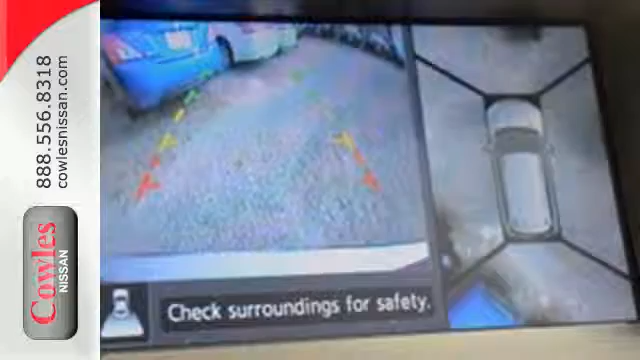 888.556.8318
cowlesnissan.com
Cowles
NISSAN
Check surroundings for safety.